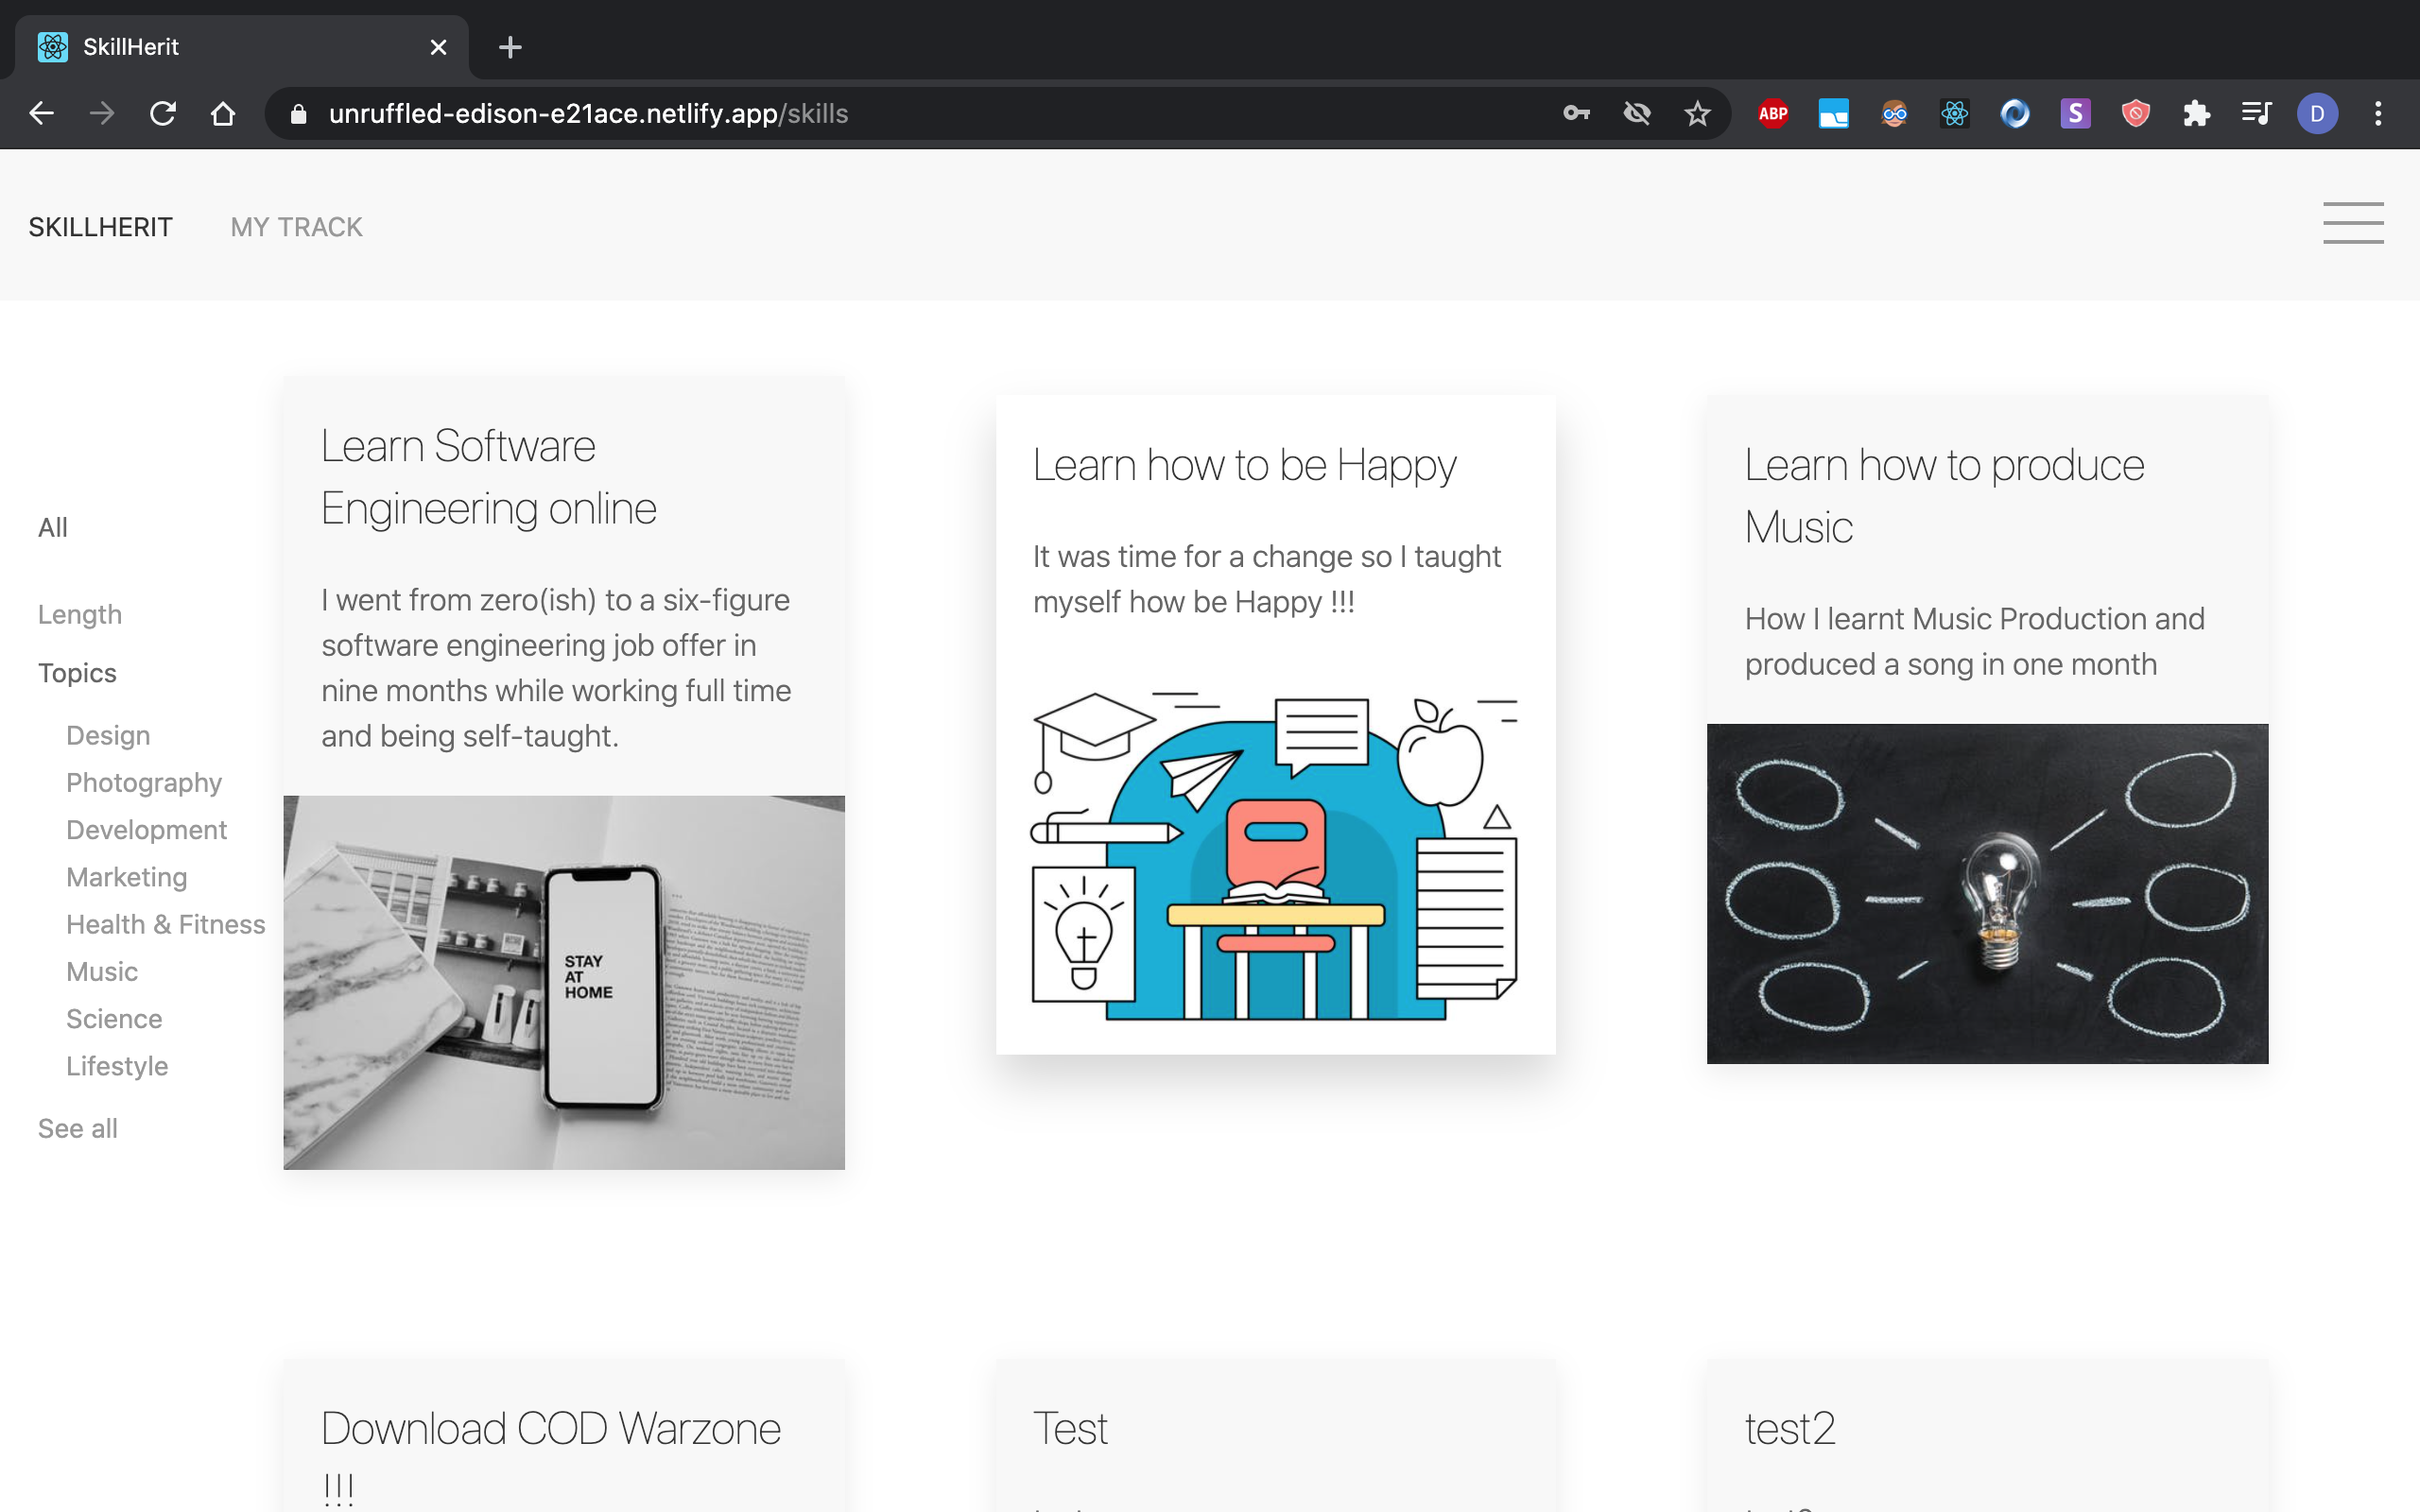 SkillHerit
unruffled-edison-e21ace.netlify.app/skills
ABP
S
D
SKILLHERIT
MY TRACK
All
Length
Topics
Design
Photography
Development
Marketing
Health & Fitness
Music
Science
Lifestyle
See all
Learn Software
Engineering online
I went from zero(ish) to a six-figure
software engineering job offer in
nine months while working full time
and being self-taught.
STAY
AT
HOME
Learn how to be Happy
It was time for a change so I taught
myself how be Happy !!!
Learn how to produce
Music
How I learnt Music Production and
produced a song in one month
Download COD Warzone
!!!
Test
test2